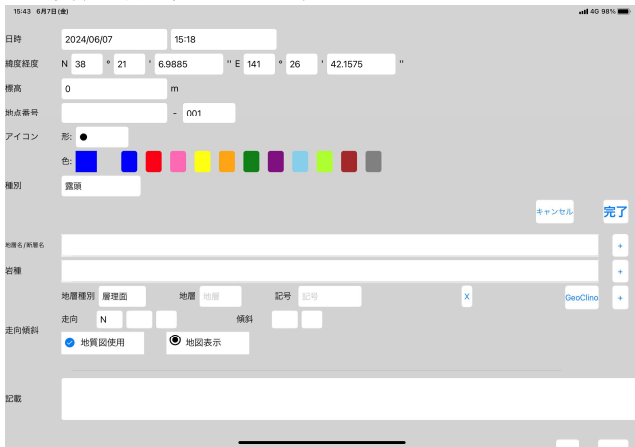 15:43 6月7日(金) 4G 98%
日時 2024/06/07 15:18
緯度経度 N 38 ° 21 ' 6.9885 " E 141 ° 26 ' 42.1575 "
標高 0 m
地点番号 - 001
アイコン 形: ●
色:
種別 露頭
キャンセル 完了
地層名/断層名 +
岩種 +
地層種別 層理面 地層 地層 記号 記号 X GeoClino +
走向 N 傾斜
走向傾斜
地質図使用 地図表示
記載